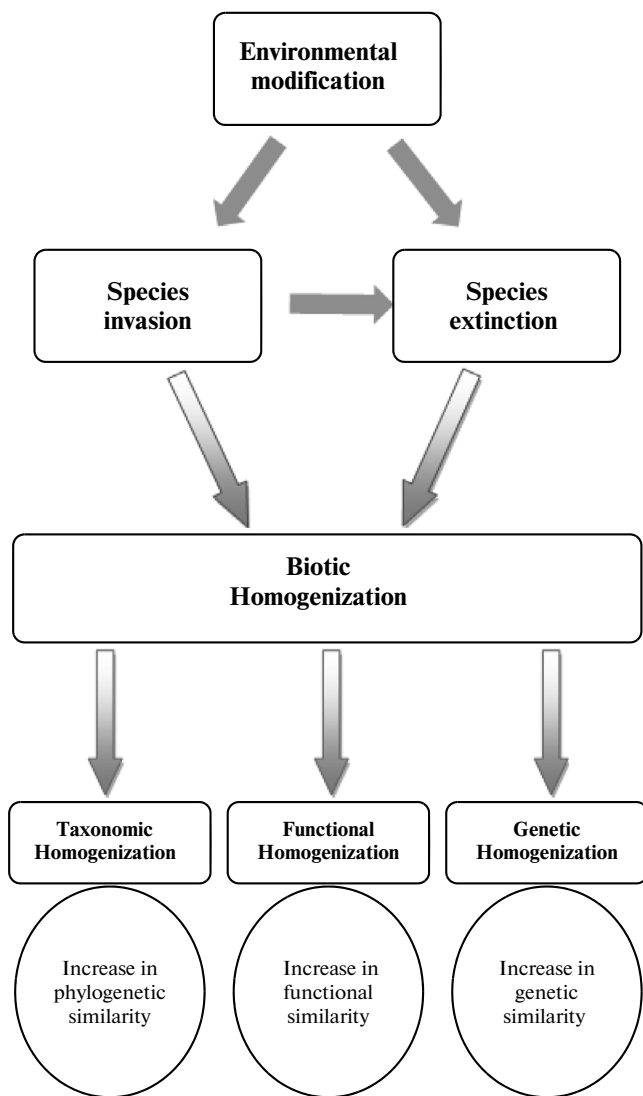 Environmental
modification
Species
invasion
Species
extinction
Biotic
Homogenization
Taxonomic
Homogenization
Functional
Homogenization
Genetic
Homogenization
Increase in
phylogenetic
similarity
Increase in
functional
similarity
Increase in
genetic
similarity